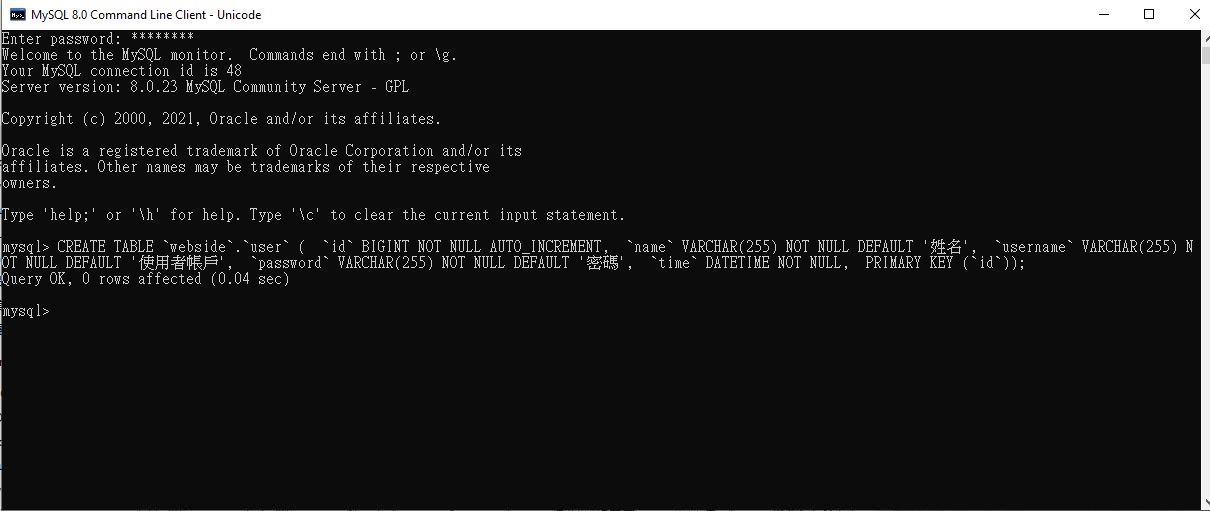 MySQL 8.0 Command Line Client - Unicode
Enter password: ********
Welcome to the MySQL monitor.  Commands end with ; or \g.
Your MySQL connection id is 48
Server version: 8.0.23 MySQL Community Server - GPL
Copyright (c) 2000, 2021, Oracle and/or its affiliates.
Oracle is a registered trademark of Oracle Corporation and/or its
affiliates. Other names may be trademarks of their respective
owners.
Type 'help;' or '\h' for help. Type '\c' to clear the current input statement.
mysql> CREATE TABLE `webside`.`user` (  `id` BIGINT NOT NULL AUTO_INCREMENT,  `name` VARCHAR(255) NOT NULL DEFAULT '姓名',  `username` VARCHAR(255) N
OT NULL DEFAULT '使用者帳戶',  `password` VARCHAR(255) NOT NULL DEFAULT '密碼',  `time` DATETIME NOT NULL,  PRIMARY KEY (`id`));
Query OK, 0 rows affected (0.04 sec)
mysql>